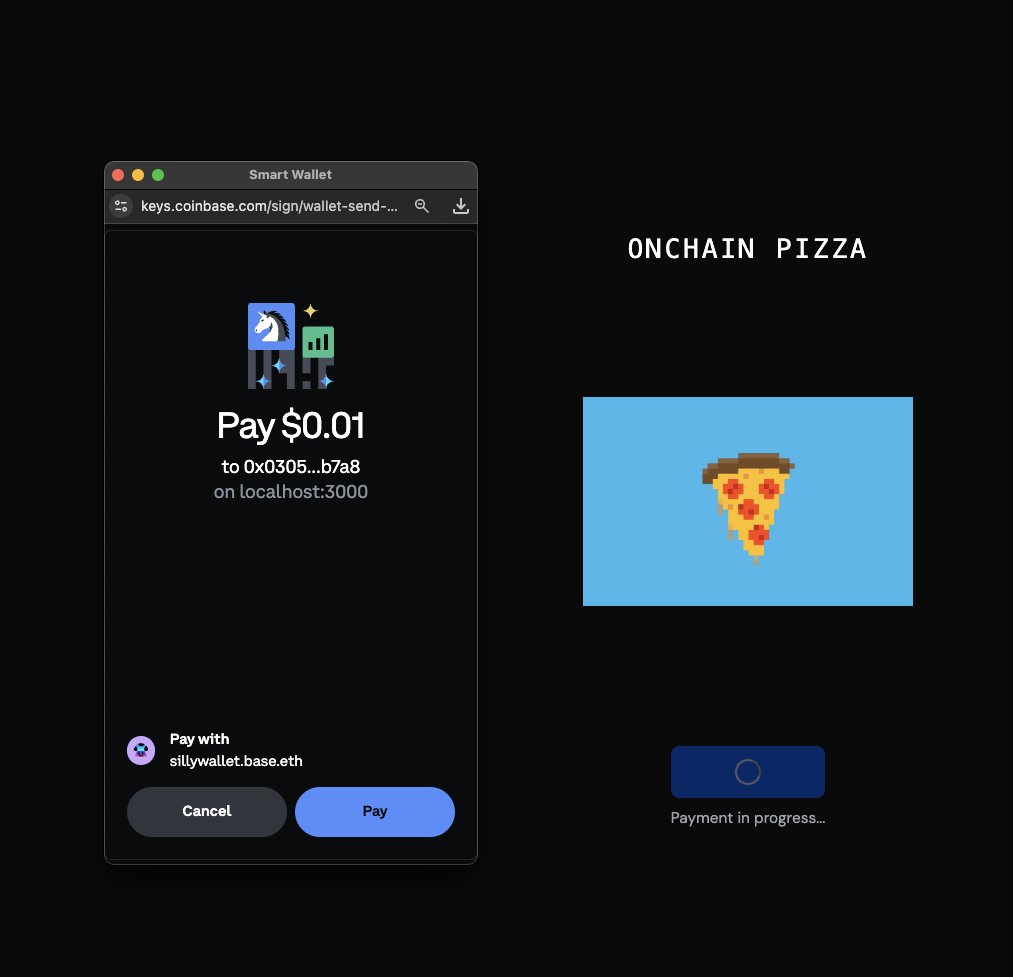 Smart Wallet
keys.coinbase.com/sign/wallet-send-...
Pay $0.01
to 0x0305...b7a8
on localhost:3000
Pay with
sillywallet.base.eth
Cancel
Pay
ONCHAIN PIZZA
Payment in progress...